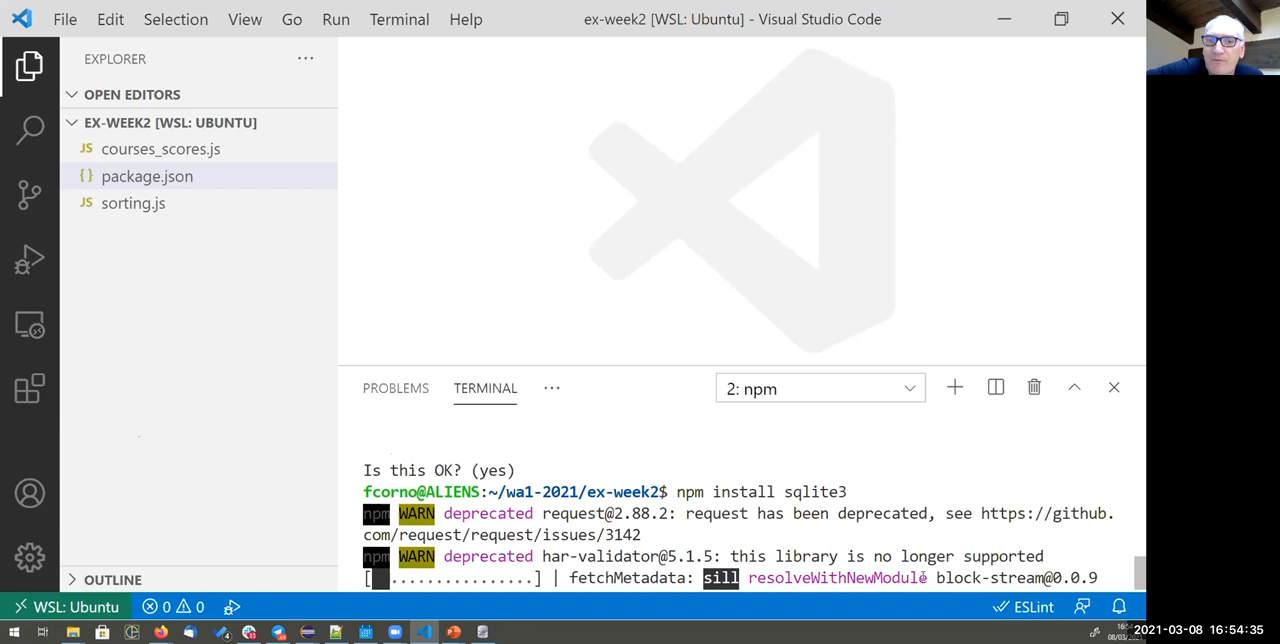 File Edit Selection View Go Run Terminal Help ex-week2 [WSL: Ubuntu] - Visual Studio Code
EXPLORER ...
OPEN EDITORS
EX-WEEK2 [WSL: UBUNTU]
JS courses_scores.js
{} package.json
JS sorting.js
PROBLEMS TERMINAL ... 2: npm
Is this OK? (yes)
fcorno@ALIENS:~/wa1-2021/ex-week2$ npm install sqlite3
npm WARN deprecated request@2.88.2: request has been deprecated, see https://github.
com/request/request/issues/3142
npm WARN deprecated har-validator@5.1.5: this library is no longer supported
[ ................] | fetchMetadata: sill resolveWithNewModule block-stream@0.0.9
OUTLINE
WSL: Ubuntu 0 0 ESLint
2021-03-08 16:54:35